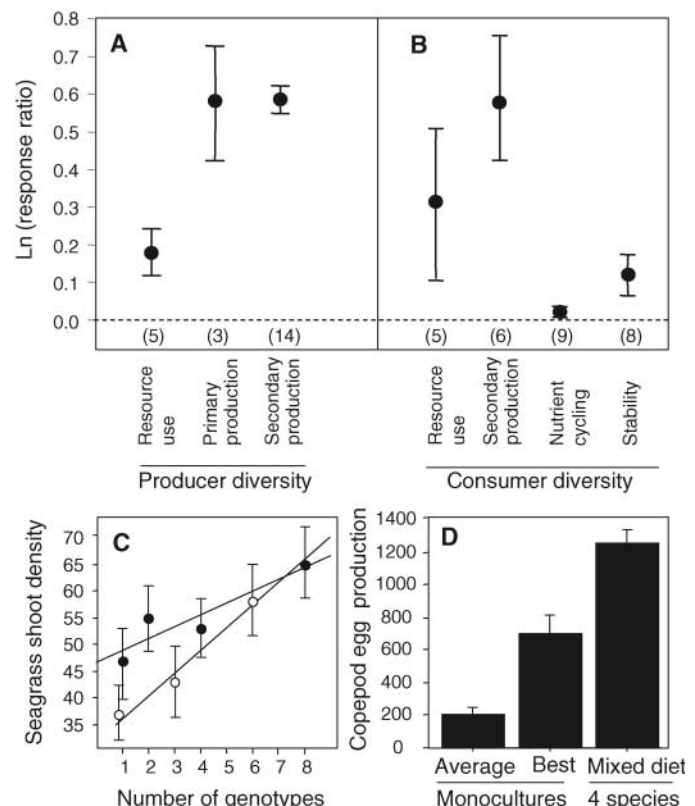 A
B
Ln (response ratio)
0.8
0.7
0.6
0.5
0.4
0.3
0.2
0.1
0.0
(5) (3) (14) (5) (6) (9) (8)
Resource
use
Primary
production
Secondary
production
Resource
use
Secondary
production
Nutrient
cycling
Stability
Producer diversity
Consumer diversity
C
Seagrass shoot density
70
65
60
55
50
45
40
35
1 2 3 4 5 6 7 8
Number of genotypes
D
Copepod egg production
1400
1200
1000
800
600
400
200
0
Average Best Mixed diet
Monocultures 4 species